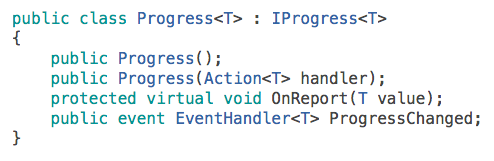 public class Progress<T> : IProgress<T>
{
    public Progress();
    public Progress(Action<T> handler);
    protected virtual void OnReport(T value);
    public event EventHandler<T> ProgressChanged;
}